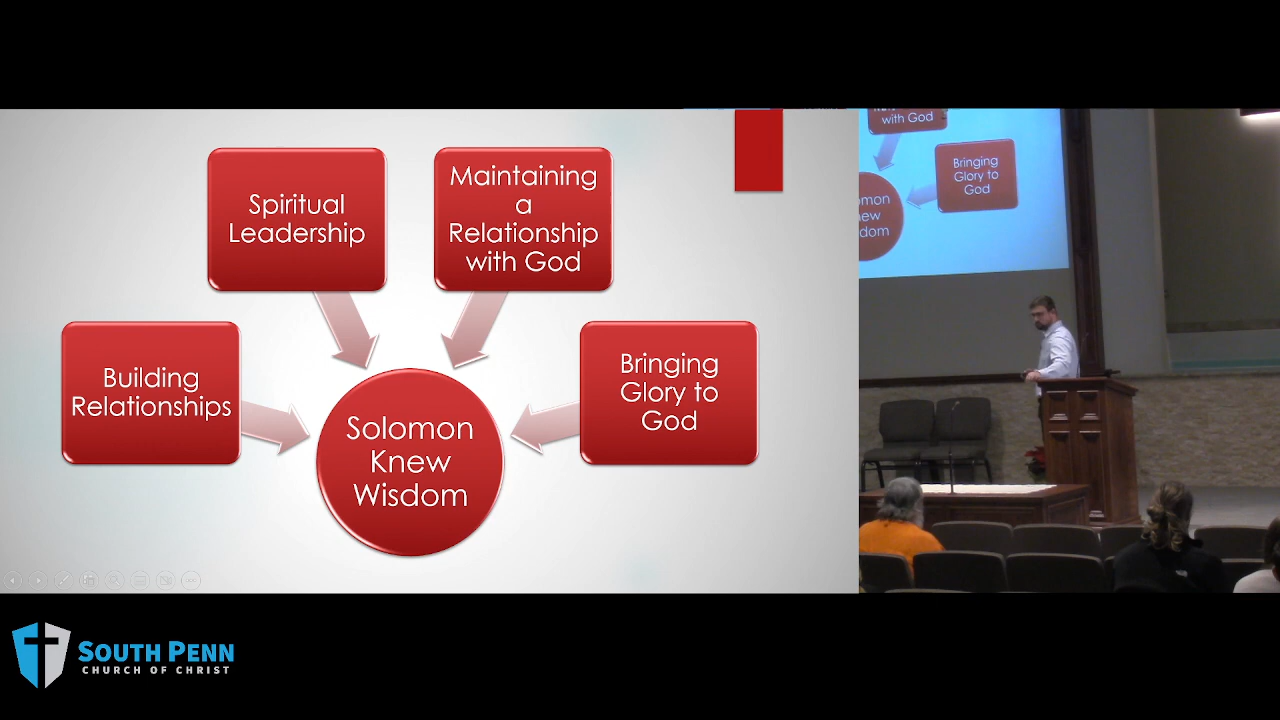 Spiritual
Leadership
Maintaining
a
Relationship
with God
Building
Relationships
Bringing
Glory to
God
Solomon
Knew
Wisdom
with God
Bringing
Glory to
God
SOUTH PENN
CHURCH OF CHRIST